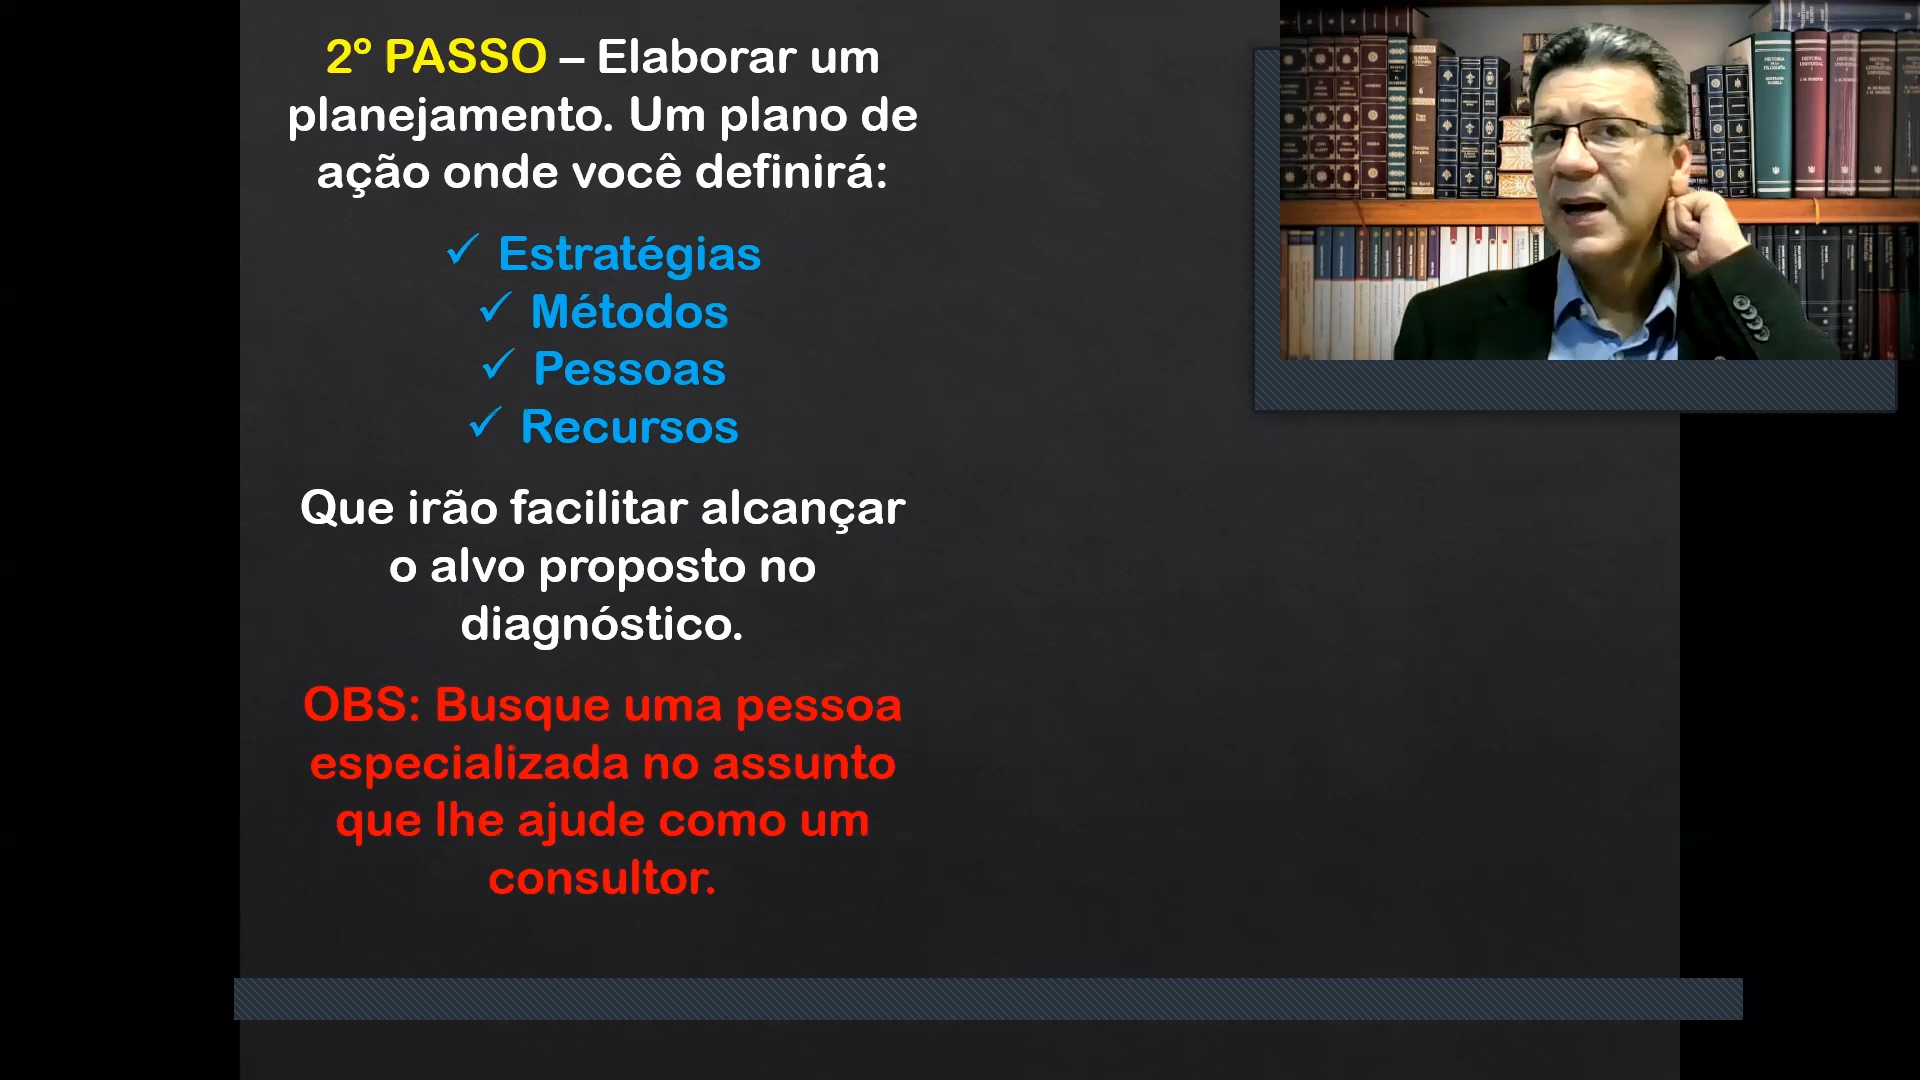 2º PASSO – Elaborar um
planejamento. Um plano de
ação onde você definirá:
✓ Estratégias
✓ Métodos
✓ Pessoas
✓ Recursos
Que irão facilitar alcançar
o alvo proposto no
diagnóstico.
OBS: Busque uma pessoa
especializada no assunto
que lhe ajude como um
consultor.